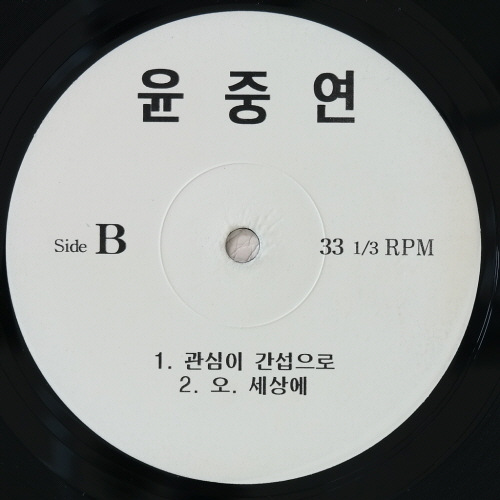 윤 중 연
Side B 33 1/3 RPM
1. 관심이 간섭으로
2. 오. 세상에